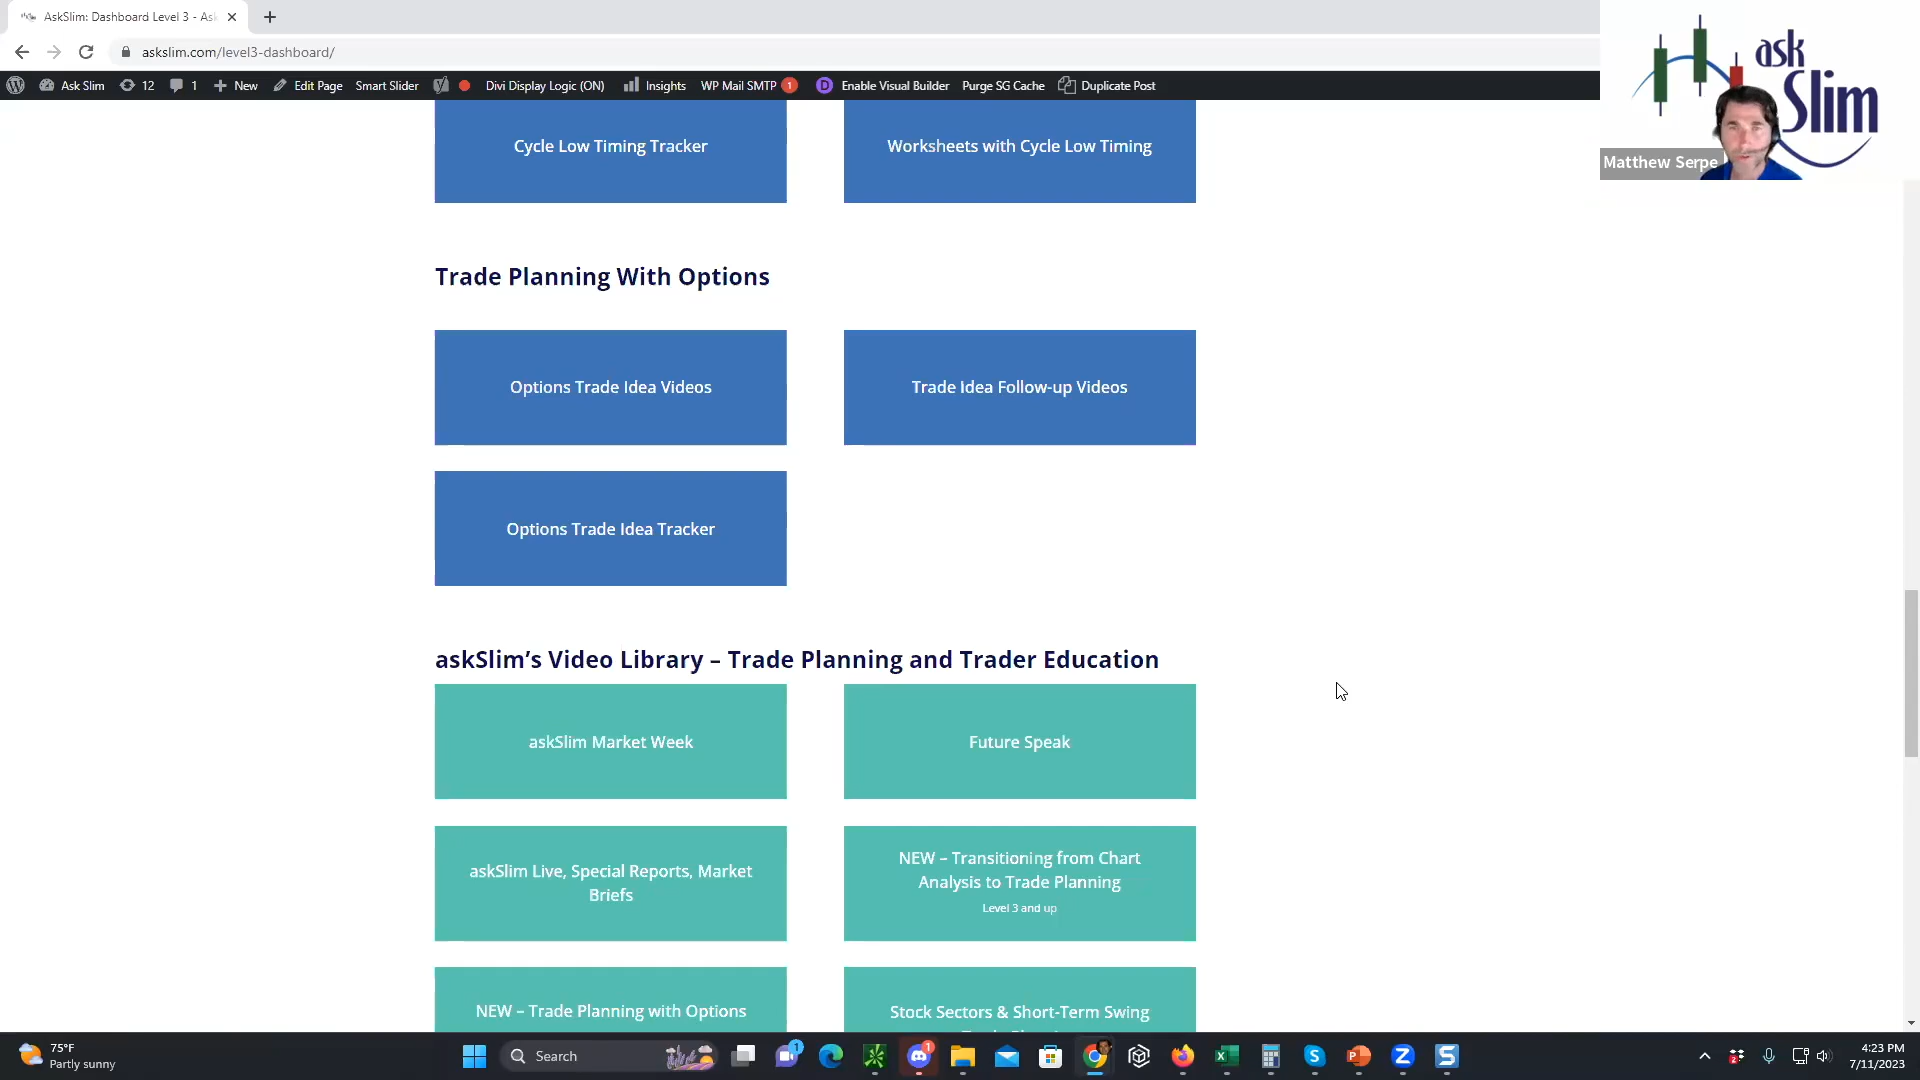 AskSlim: Dashboard Level 3 - Ask
askslim.com/level3-dashboard/
Ask Slim 12 1 New Edit Page Smart Slider Divi Display Logic (ON) Insights WP Mail SMTP 1 D Enable Visual Builder Purge SG Cache Duplicate Post
ask
Slim
Matthew Serpe
Cycle Low Timing Tracker
Worksheets with Cycle Low Timing
Trade Planning With Options
Options Trade Idea Videos
Trade Idea Follow-up Videos
Options Trade Idea Tracker
askSlim’s Video Library – Trade Planning and Trader Education
askSlim Market Week
Future Speak
askSlim Live, Special Reports, Market
Briefs
NEW – Transitioning from Chart
Analysis to Trade Planning
Level 3 and up
NEW – Trade Planning with Options
Stock Sectors & Short-Term Swing
75°F
Partly sunny
Search
1
1
2
4:23 PM
7/11/2023